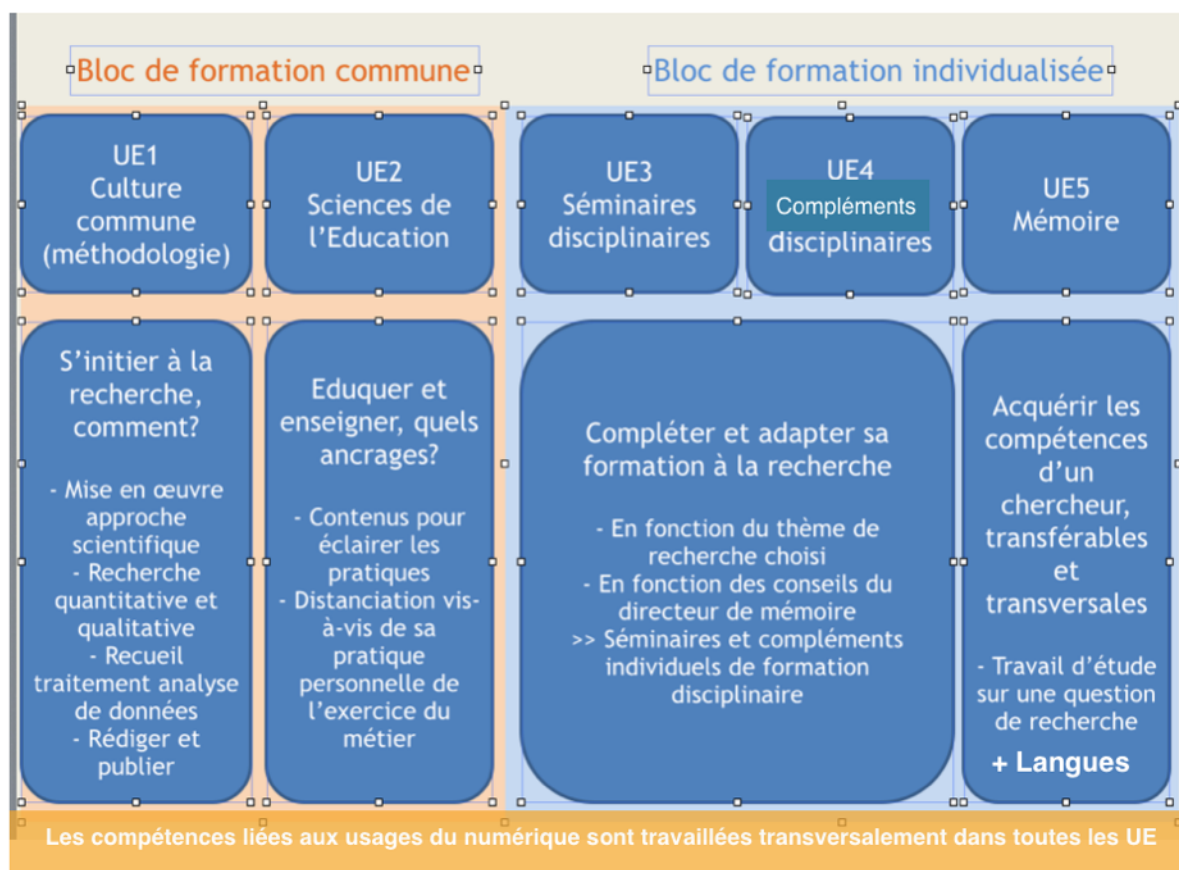 Bloc de formation commune
Bloc de formation individualisée
UE1
Culture
commune
(méthodologie)
UE2
Sciences de
l'Education
UE3
Séminaires
disciplinaires
UE4
Compléments
disciplinaires
UE5
Mémoire
S'initier à la
recherche,
comment?
- Mise en œuvre
approche
scientifique
- Recherche
quantitative et
qualitative
- Recueil
traitement analyse
de données
- Rédiger et
publier
Eduquer et
enseigner, quels
ancrages?
- Contenus pour
éclairer les
pratiques
- Distanciation vis-
à-vis de sa
pratique
personnelle de
l'exercice du
métier
Compléter et adapter sa
formation à la recherche
- En fonction du thème de
recherche choisi
- En fonction des conseils du
directeur de mémoire
>> Séminaires et compléments
individuels de formation
disciplinaire
Acquérir les
compétences
d'un
chercheur,
transférables
et
transversales
- Travail d'étude
sur une question
de recherche
+ Langues
Les compétences liées aux usages du numérique sont travaillées transversalement dans toutes les UE